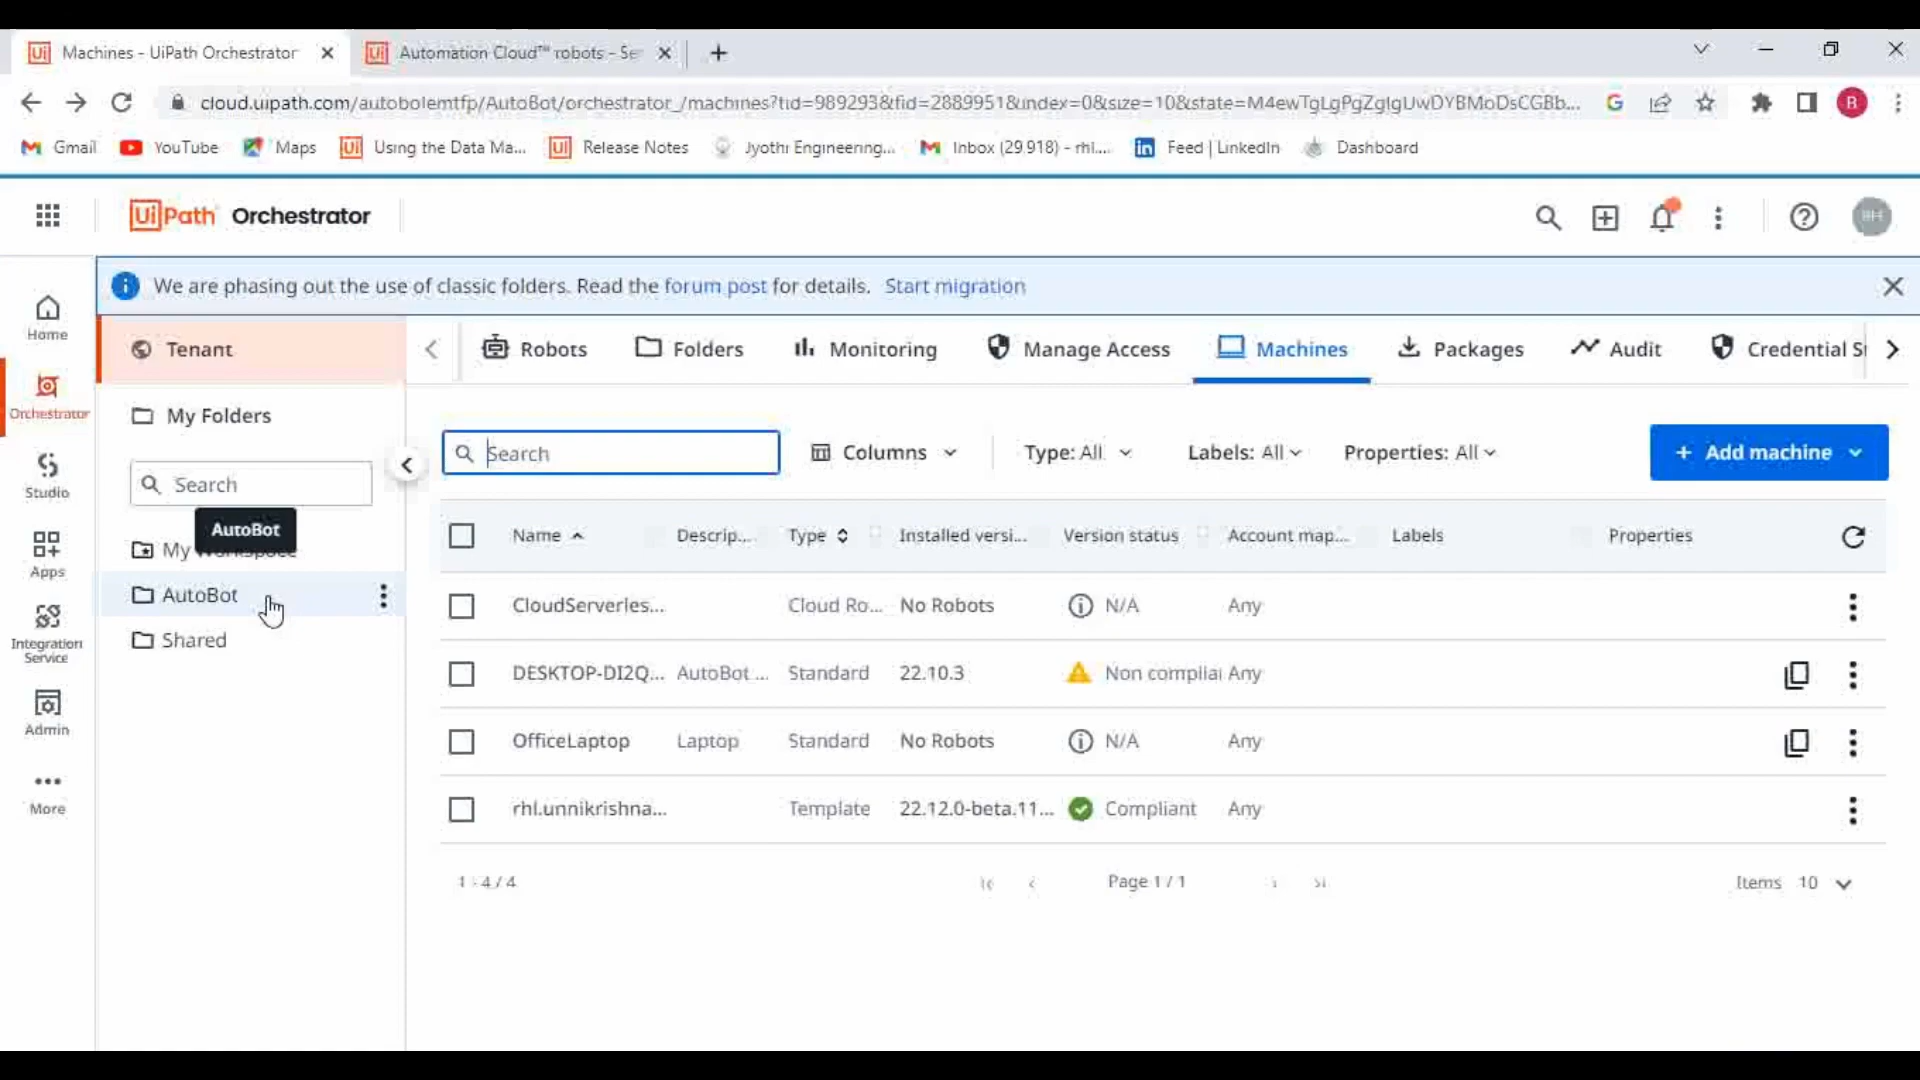 Machines - UiPath Orchestrator
Automation Cloud™ robots - Se
cloud.uipath.com/autobolemtfp/AutoBot/orchestrator_/machines?tid=989293&fid=2889951&index=0&size=10&state=M4ewTgLgPgZglgUwDYBMoDsCGBb...
Gmail
YouTube
Maps
Using the Data Ma...
Release Notes
Jyothi Engineering...
Inbox (29,918) - rhl....
Feed | LinkedIn
Dashboard
UiPath Orchestrator
RH
We are phasing out the use of classic folders. Read the forum post for details. Start migration
Home
Orchestrator
Studio
Apps
Integration
Service
Admin
More
Tenant
My Folders
Search
AutoBot
My Workspace
AutoBot
Shared
Robots
Folders
Monitoring
Manage Access
Machines
Packages
Audit
Credential St
Search
Columns
Type: All
Labels: All
Properties: All
+ Add machine
Name Descrip... Type Installed versi... Version status Account map... Labels Properties
CloudServerles... Cloud Ro... No Robots N/A Any
DESKTOP-DI2Q... AutoBot ... Standard 22.10.3 Non complia Any
OfficeLaptop Laptop Standard No Robots N/A Any
rhl.unnikrishna... Template 22.12.0-beta.11... Compliant Any
1 - 4 / 4
Page 1 / 1
Items 10